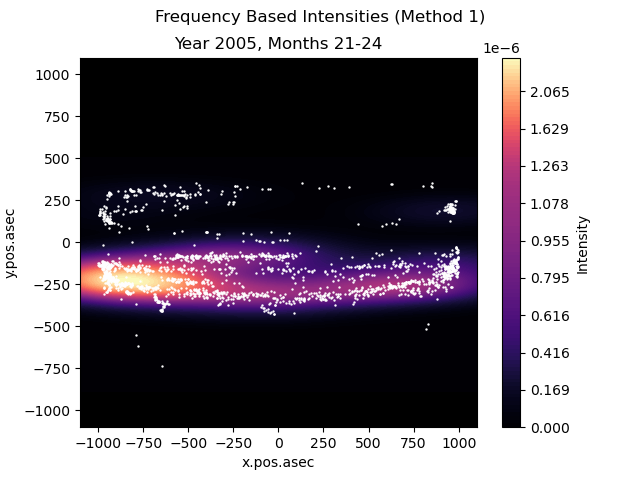 Frequency Based Intensities (Method 1)
Year 2005, Months 21-24
1e−6
1000
750
500
250
0
−250
−500
−750
−1000
y.pos.asec
−1000 −750 −500 −250 0 250 500 750 1000
x.pos.asec
2.065
1.629
1.263
1.078
0.955
0.795
0.616
0.416
0.169
0.000
Intensity